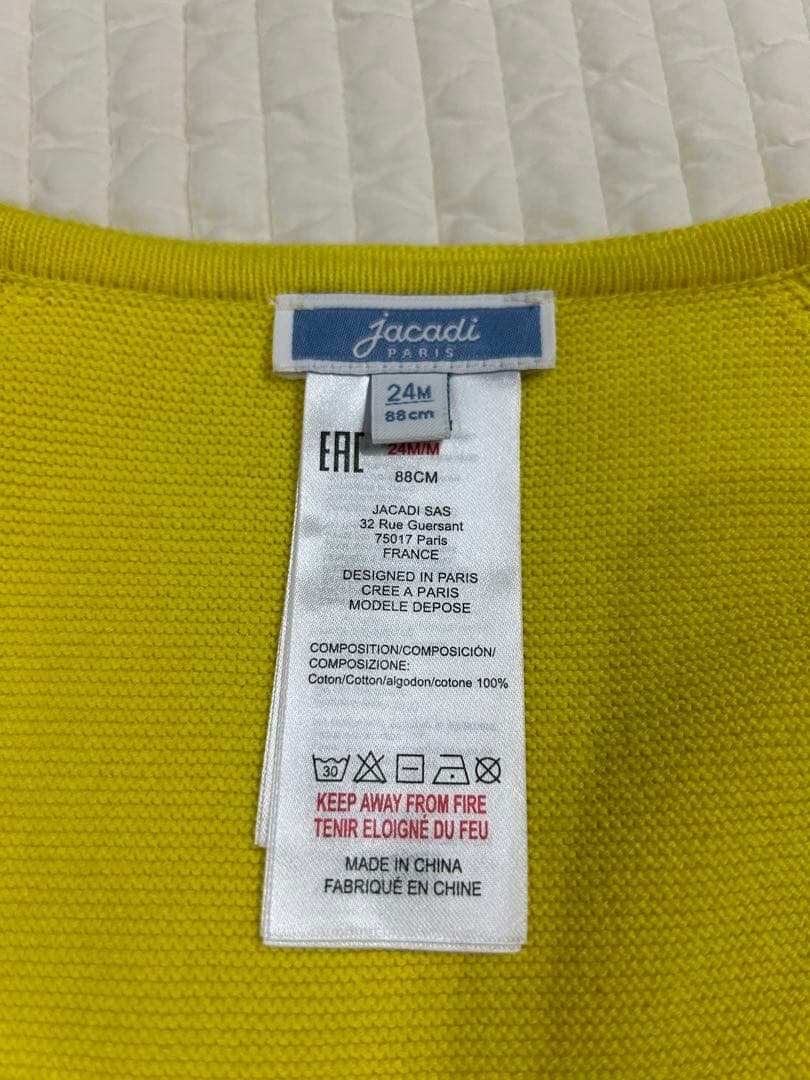 jacadi
PARIS
24M
88cm
EAC
24M/M
88CM
JACADI SAS
32 Rue Guersant
75017 Paris
FRANCE
DESIGNED IN PARIS
CREE A PARIS
MODELE DEPOSE
COMPOSITION/COMPOSICIÓN/
COMPOSIZIONE:
Coton/Cotton/algodon/cotone 100%
30
KEEP AWAY FROM FIRE
TENIR ELOIGNÉ DU FEU
MADE IN CHINA
FABRIQUÉ EN CHINE